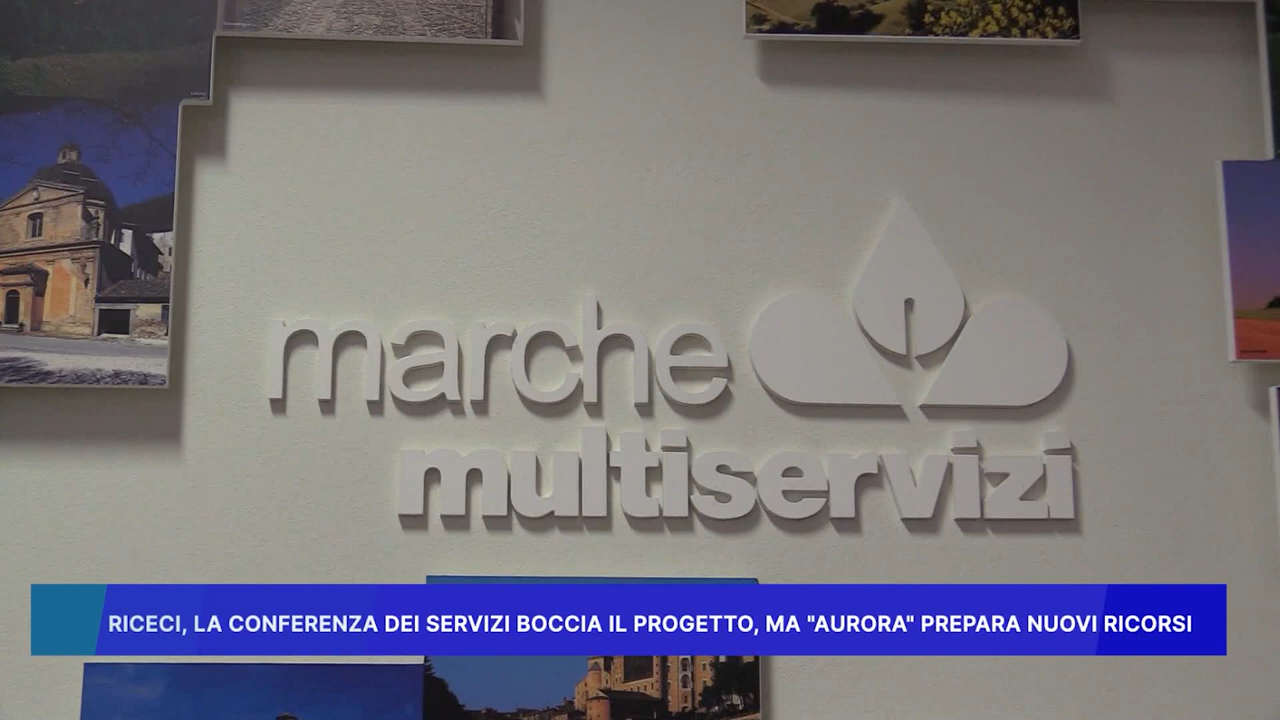 marche
multiservizi
RICECI, LA CONFERENZA DEI SERVIZI BOCCIA IL PROGETTO, MA "AURORA" PREPARA NUOVI RICORSI